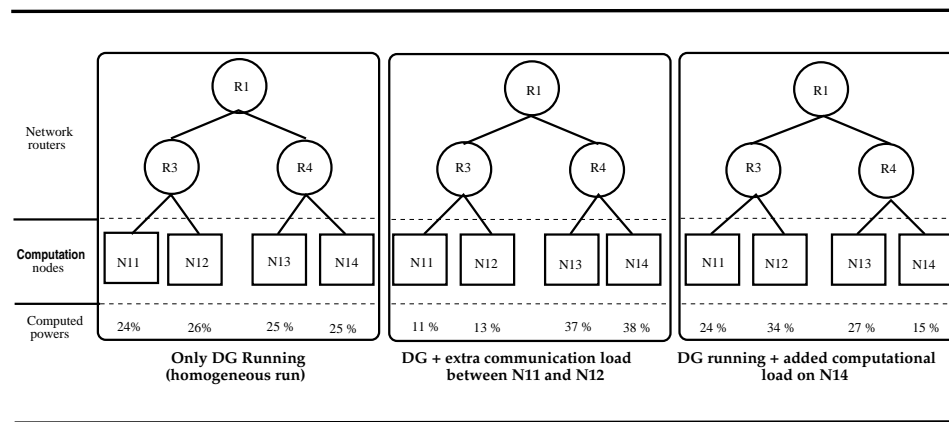 R1
R1
R1
Network
routers
R3
R4
R3
R4
R3
R4
Computation
nodes
N11
N12
N13
N14
N11
N12
N13
N14
N11
N12
N13
N14
Computed
powers
24%
26%
25 %
25 %
11 %
13 %
37 %
38 %
24 %
34 %
27 %
15 %
Only DG Running
(homogeneous run)
DG + extra communication load
between N11 and N12
DG running + added computational
load on N14